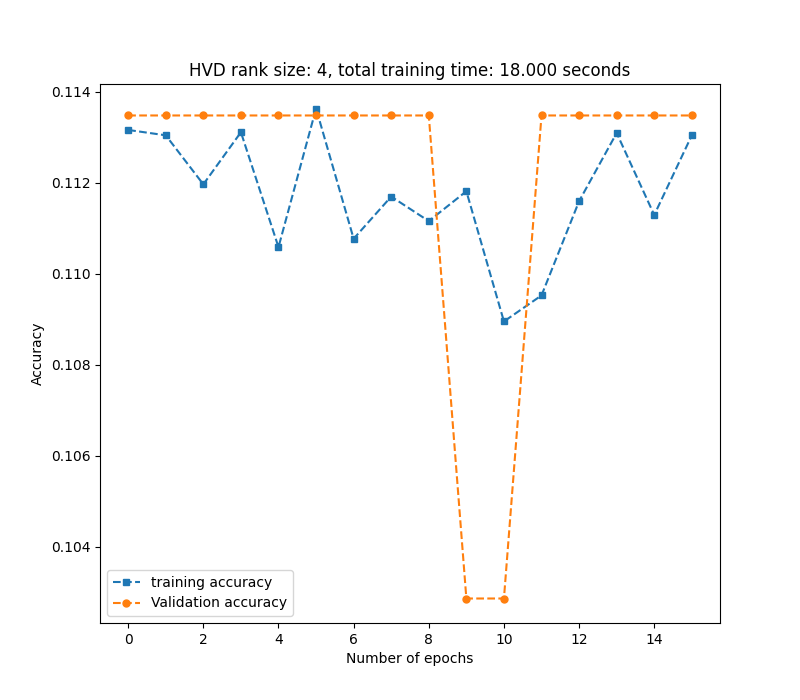 HVD rank size: 4, total training time: 18.000 seconds
0.114
0.112
0.110
0.108
0.106
0.104
Accuracy
training accuracy
Validation accuracy
0 2 4 6 8 10 12 14
Number of epochs